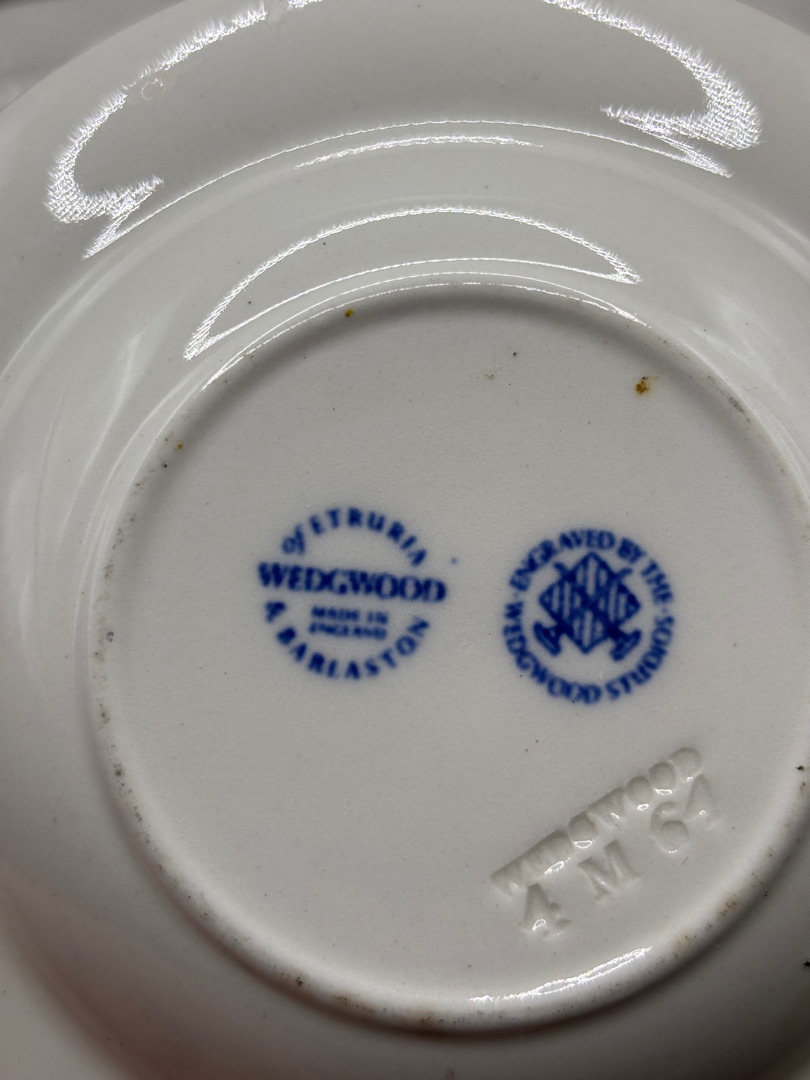 of ETRURIA
WEDGWOOD
MADE IN
ENGLAND
& BARLASTON
ENGRAVED BY THE
WEDGWOOD STUDIOS
WEDGWOOD
4 M 64